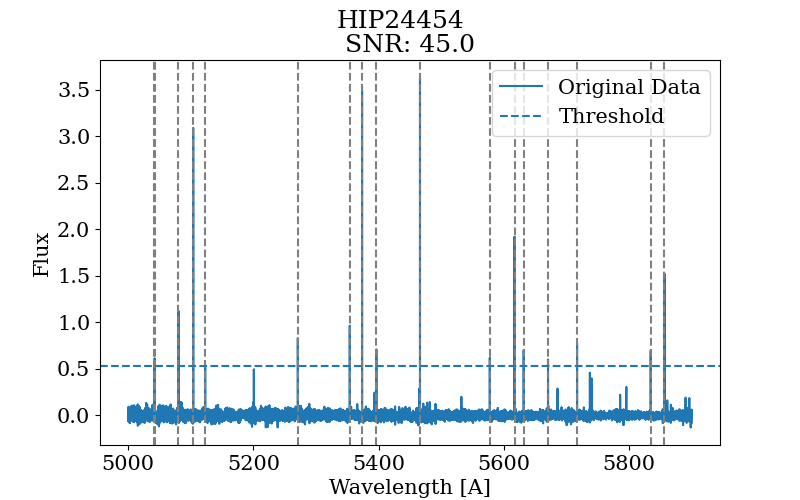 HIP24454
SNR: 45.0
Original Data
Threshold
3.5
3.0
2.5
2.0
1.5
1.0
0.5
0.0
Flux
5000 5200 5400 5600 5800
Wavelength [A]